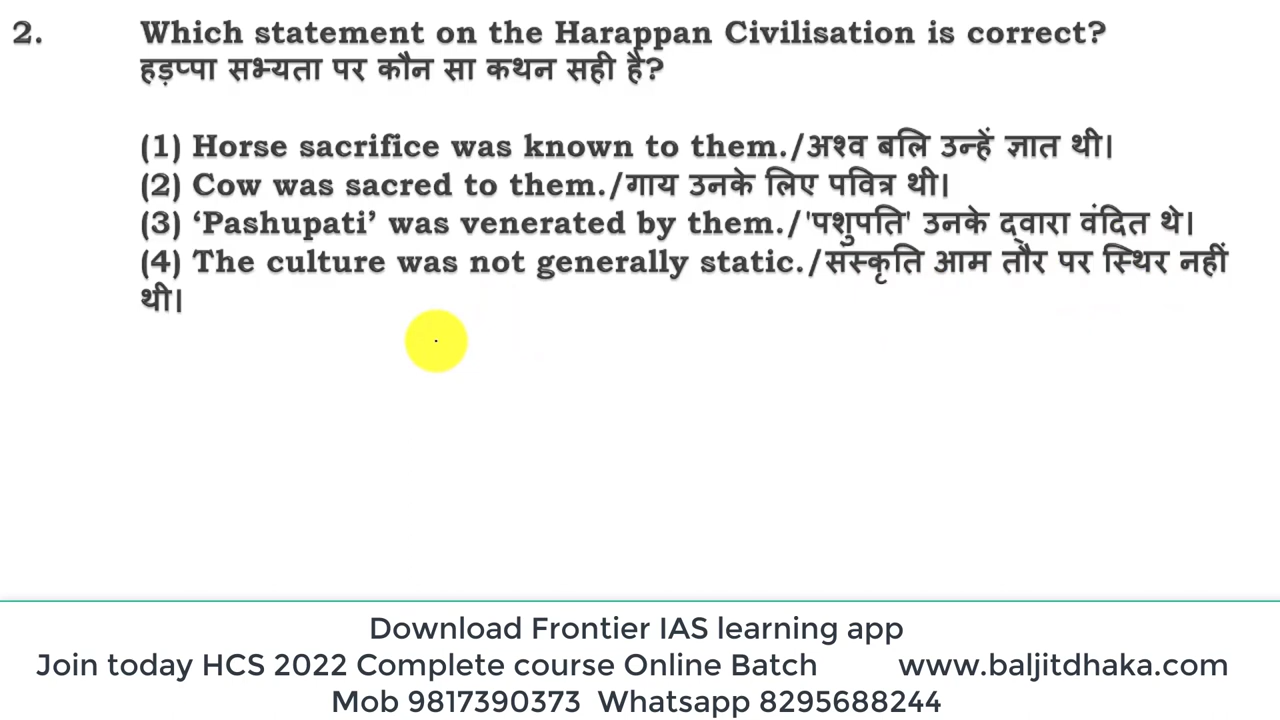 2. Which statement on the Harappan Civilisation is correct?
हड़प्पा सभ्यता पर कौन सा कथन सही है?
(1) Horse sacrifice was known to them./अश्व बलि उन्हें ज्ञात थी।
(2) Cow was sacred to them./गाय उनके लिए पवित्र थी।
(3) ‘Pashupati’ was venerated by them./'पशुपति' उनके द्वारा वंदित थे।
(4) The culture was not generally static./संस्कृति आम तौर पर स्थिर नहीं
थी।
Download Frontier IAS learning app
Join today HCS 2022 Complete course Online Batch www.baljitdhaka.com
Mob 9817390373 Whatsapp 8295688244